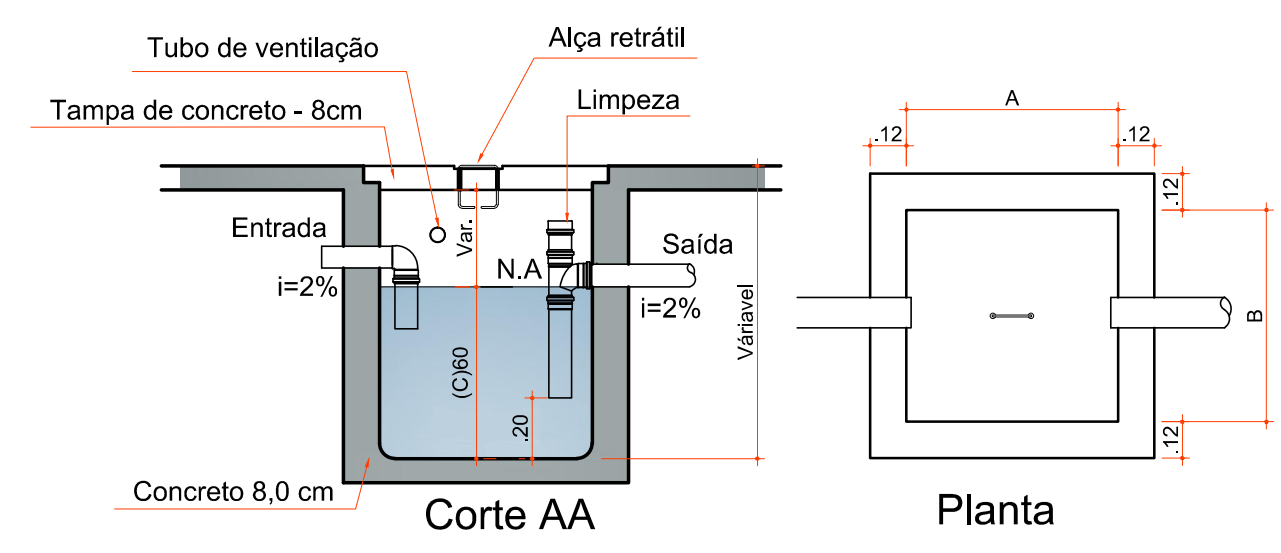 Tubo de ventilação
Alça retrátil
Tampa de concreto - 8cm
Limpeza
Entrada
i=2%
Var.
N.A
Saída
i=2%
(C)60
.20
Váriavel
Concreto 8,0 cm
Corte AA
A
.12
.12
.12
B
.12
Planta